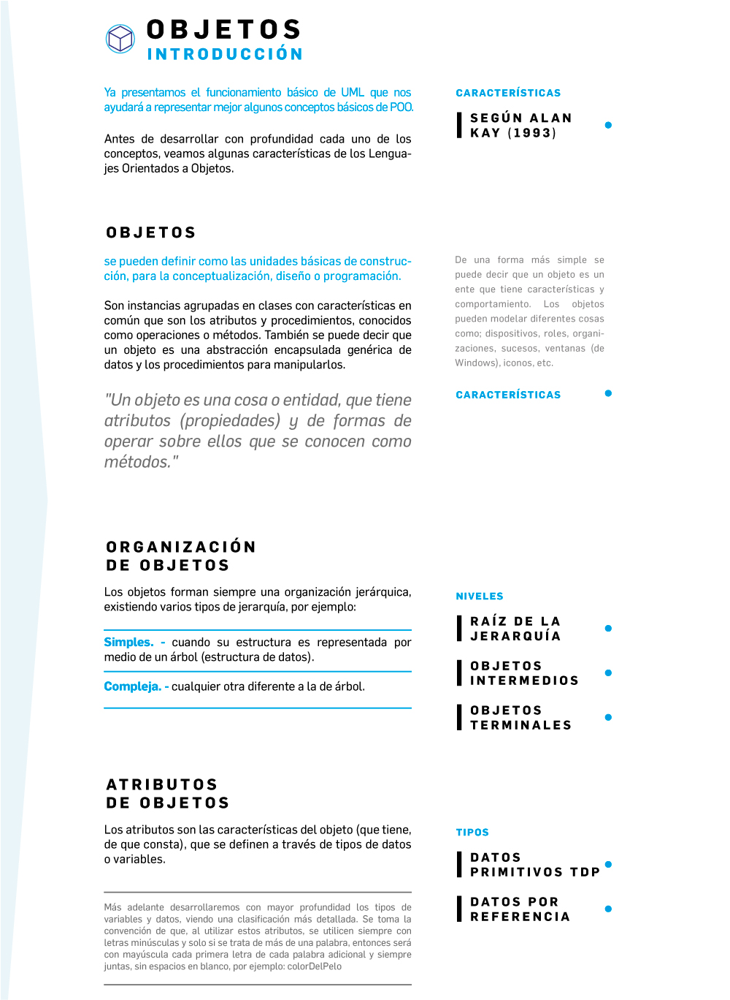 OBJETOS
INTRODUCCIÓN
Ya presentamos el funcionamiento básico de UML que nos
ayudará a representar mejor algunos conceptos básicos de POO.
Antes de desarrollar con profundidad cada uno de los
conceptos, veamos algunas características de los Lengua-
jes Orientados a Objetos.
CARACTERÍSTICAS
SEGÚN ALAN
KAY (1993)
OBJETOS
se pueden definir como las unidades básicas de construc-
ción, para la conceptualización, diseño o programación.
Son instancias agrupadas en clases con características en
común que son los atributos y procedimientos, conocidos
como operaciones o métodos. También se puede decir que
un objeto es una abstracción encapsulada genérica de
datos y los procedimientos para manipularlos.
"Un objeto es una cosa o entidad, que tiene
atributos (propiedades) y de formas de
operar sobre ellos que se conocen como
métodos."
De una forma más simple se
puede decir que un objeto es un
ente que tiene características y
comportamiento. Los objetos
pueden modelar diferentes cosas
como; dispositivos, roles, organi-
zaciones, sucesos, ventanas (de
Windows), iconos, etc.
CARACTERÍSTICAS
ORGANIZACIÓN
DE OBJETOS
Los objetos forman siempre una organización jerárquica,
existiendo varios tipos de jerarquía, por ejemplo:
Simples. - cuando su estructura es representada por
medio de un árbol (estructura de datos).
Compleja. - cualquier otra diferente a la de árbol.
NIVELES
RAÍZ DE LA
JERARQUÍA
OBJETOS
INTERMEDIOS
OBJETOS
TERMINALES
ATRIBUTOS
DE OBJETOS
Los atributos son las características del objeto (que tiene,
de que consta), que se definen a través de tipos de datos
o variables.
Más adelante desarrollaremos con mayor profundidad los tipos de
variables y datos, viendo una clasificación más detallada. Se toma la
convención de que, al utilizar estos atributos, se utilicen siempre con
letras minúsculas y solo si se trata de más de una palabra, entonces será
con mayúscula cada primera letra de cada palabra adicional y siempre
juntas, sin espacios en blanco, por ejemplo: colorDelPelo
TIPOS
DATOS
PRIMITIVOS TDP
DATOS POR
REFERENCIA